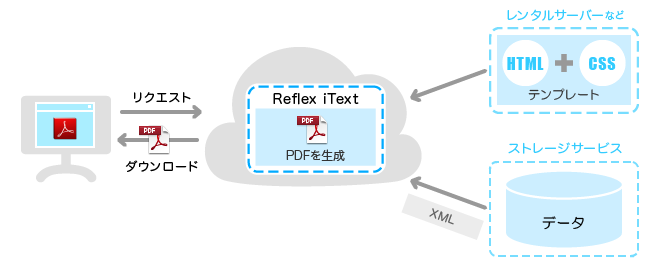 リクエスト
PDF
ダウンロード
Reflex iText
PDF
PDFを生成
レンタルサーバーなど
HTML + CSS
テンプレート
ストレージサービス
データ
XML